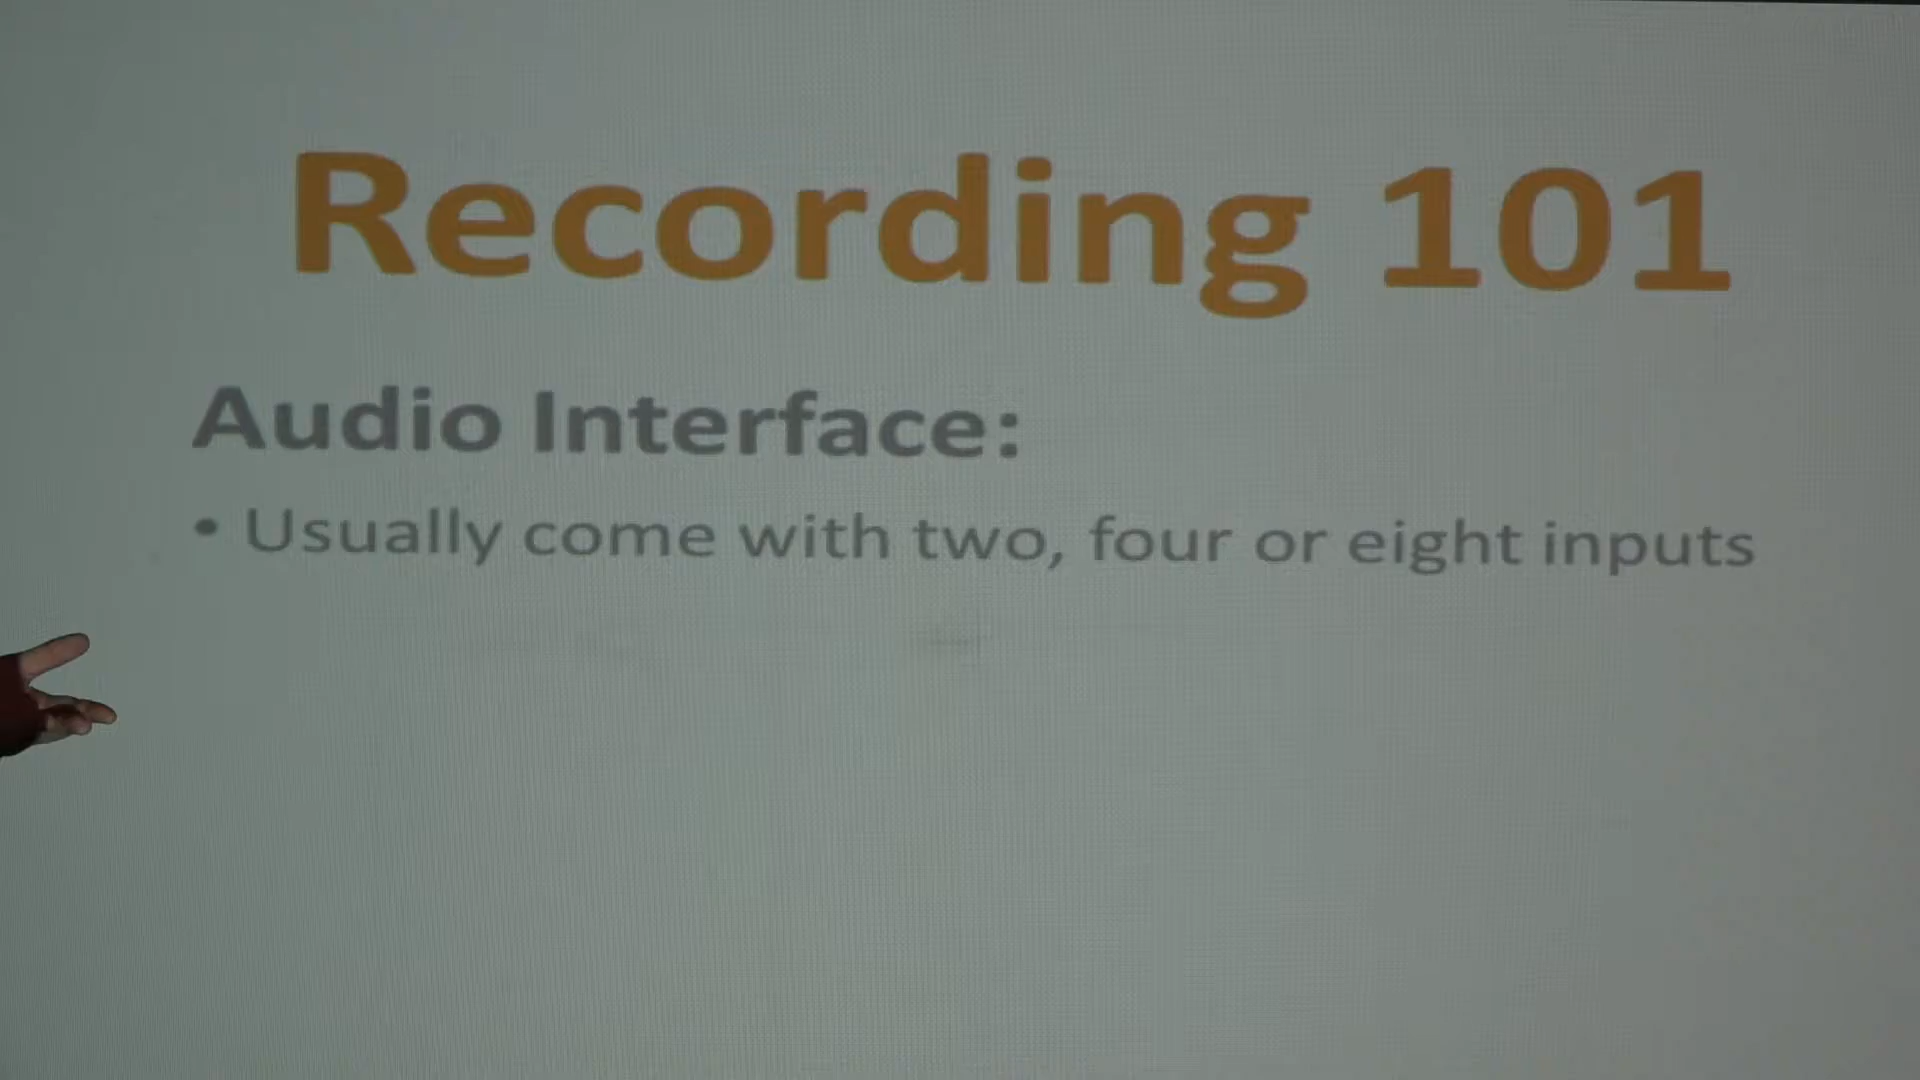 Recording 101
Audio Interface:
• Usually come with two, four or eight inputs